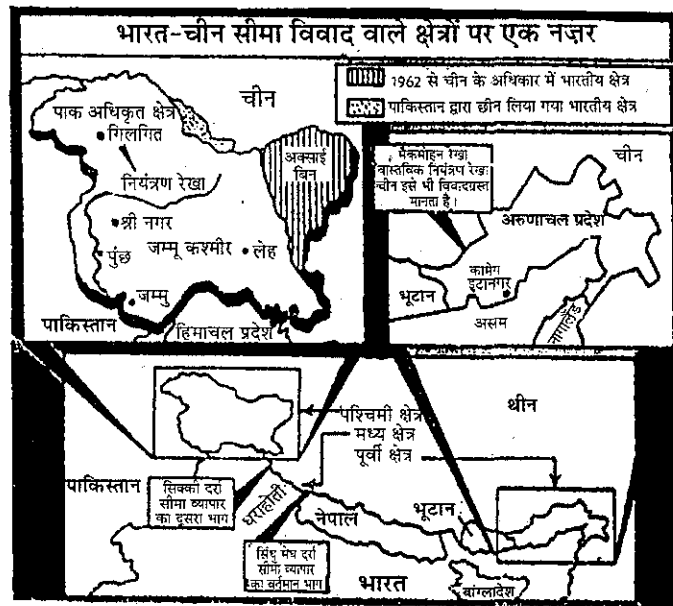 भारत-चीन सीमा विवाद वाले क्षेत्रों पर एक नज़र
1962 से चीन के अधिकार में भारतीय क्षेत्र
पाकिस्तान द्वारा छीन लिया गया भारतीय क्षेत्र
पाक अधिकृत क्षेत्र
गिलगित
चीन
नियंत्रण रेखा
अक्साई
चिन
श्री नगर
पुंछ
जम्मू कश्मीर
लेह
जम्मु
पाकिस्तान
हिमाचल प्रदेश
मैकमोहन रेखा
वास्तविक नियंत्रण रेखा
चीन इसे भी विवादग्रस्त
मानता है।
चीन
अरुणाचल प्रदेश
कामेंग
इटानगर
भूटान
असम
नागालैंड
पश्चिमी क्षेत्र
मध्य क्षेत्र
पूर्वी क्षेत्र
थीन
पाकिस्तान
सिक्की दर्रा
सीमा व्यापार
का दुसरा भाग
धराहोती
नेपाल
भूटान
सिंधु मेघ दर्रा
सीमा व्यापार
का वर्तमान भाग
भारत
बांग्लादेश